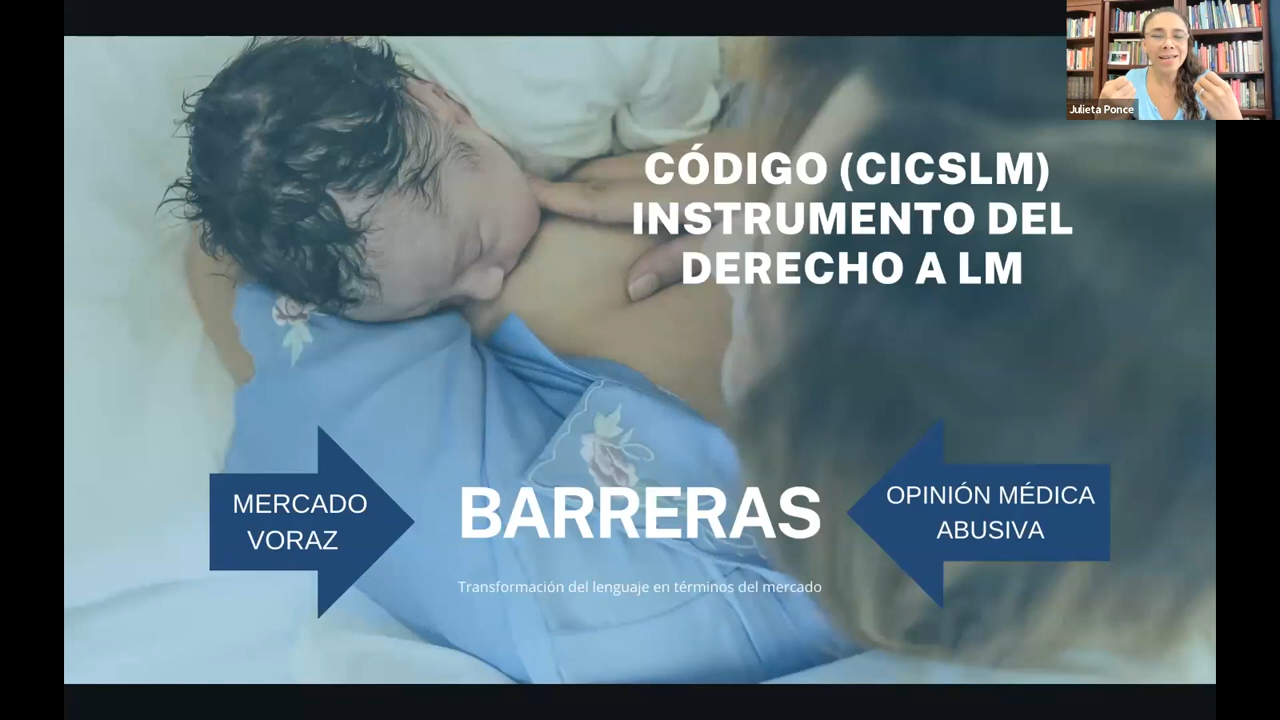 Julieta Ponce
CÓDIGO (CICSLM)
INSTRUMENTO DEL
DERECHO A LM
MERCADO
VORAZ
BARRERAS
OPINIÓN MÉDICA
ABUSIVA
Transformación del lenguaje en términos del mercado